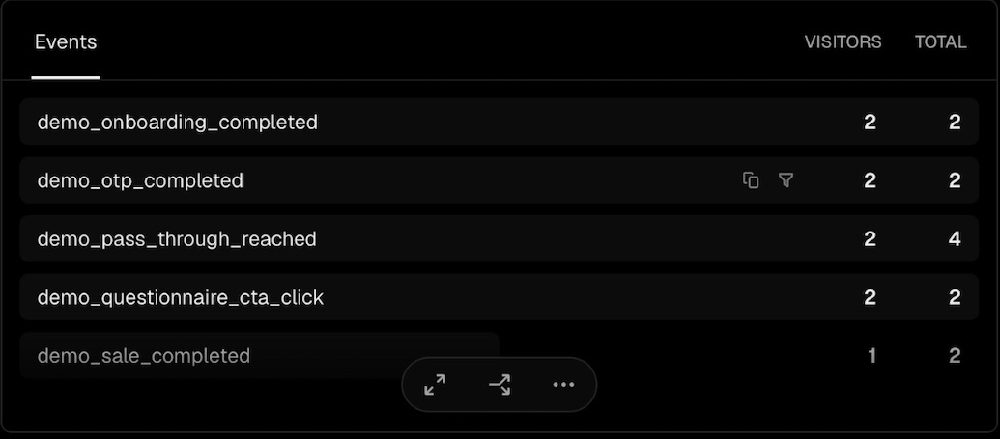 Events VISITORS TOTAL
demo_onboarding_completed 2 2
demo_otp_completed 2 2
demo_pass_through_reached 2 4
demo_questionnaire_cta_click 2 2
demo_sale_completed 1 2